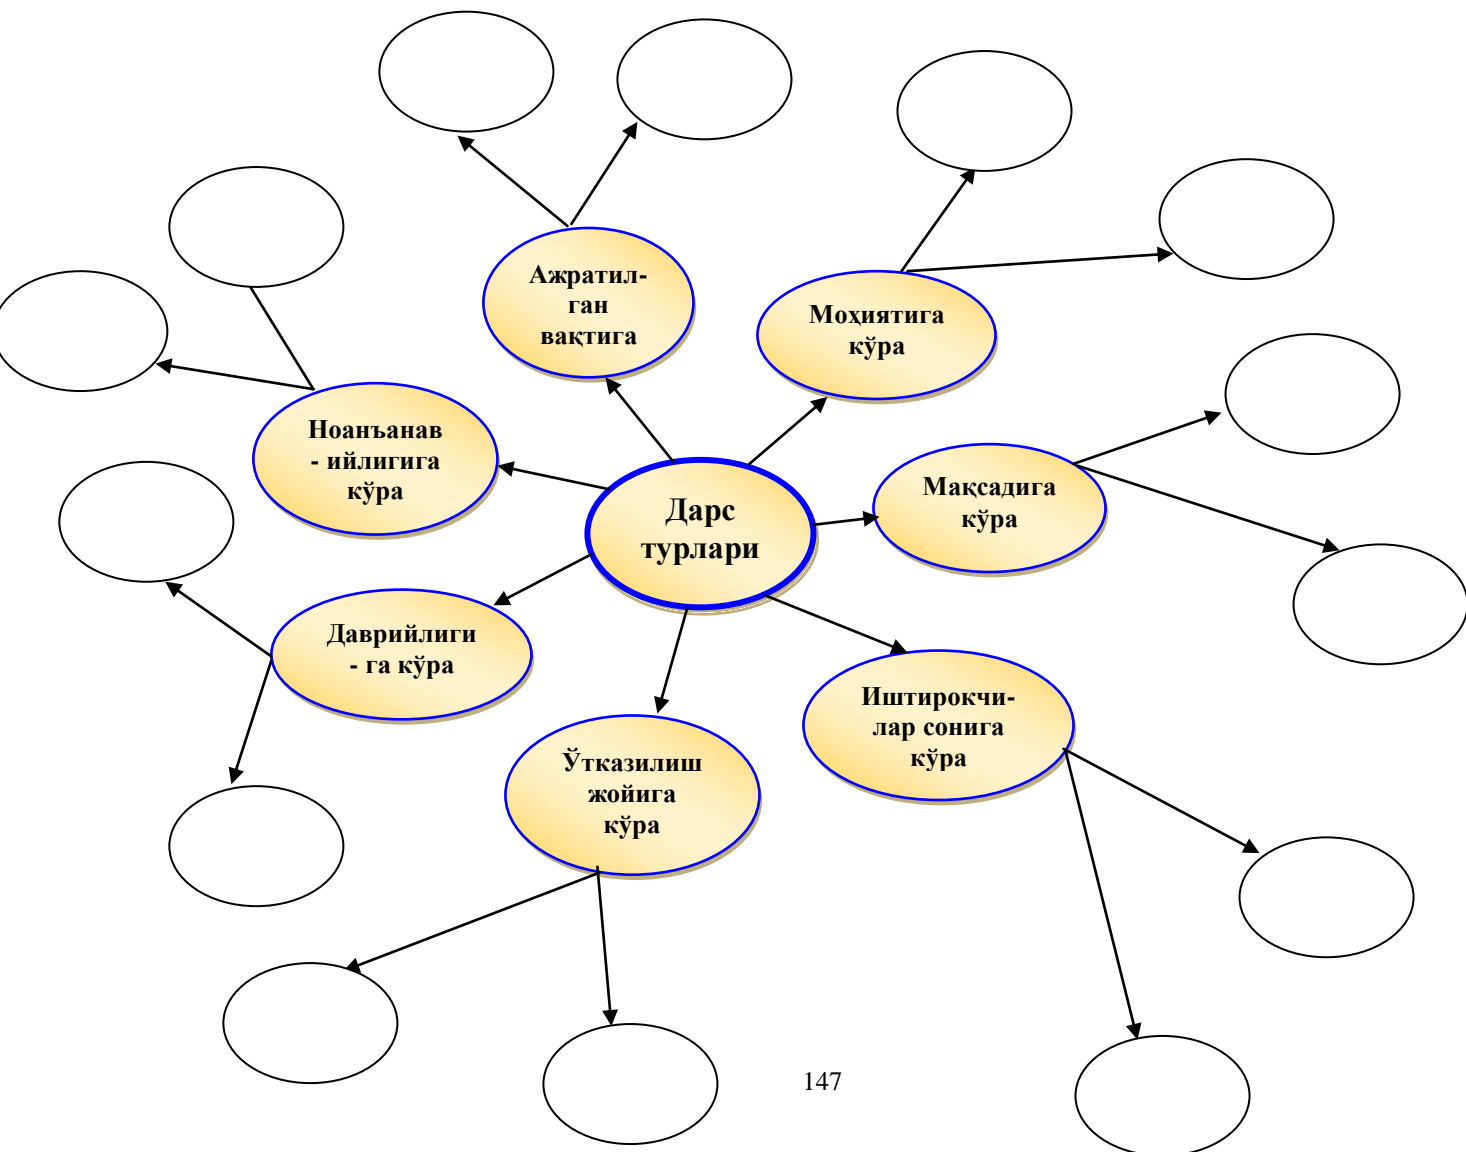 Ажратил-
ган
вақтига
Моҳиятига
кўра
Ноанъанав
- ийлигига
кўра
Мақсадига
кўра
Дарс
турлари
Даврийлиги
- га кўра
Иштирокчи-
лар сонига
кўра
Ўтказилиш
жойига
кўра
147